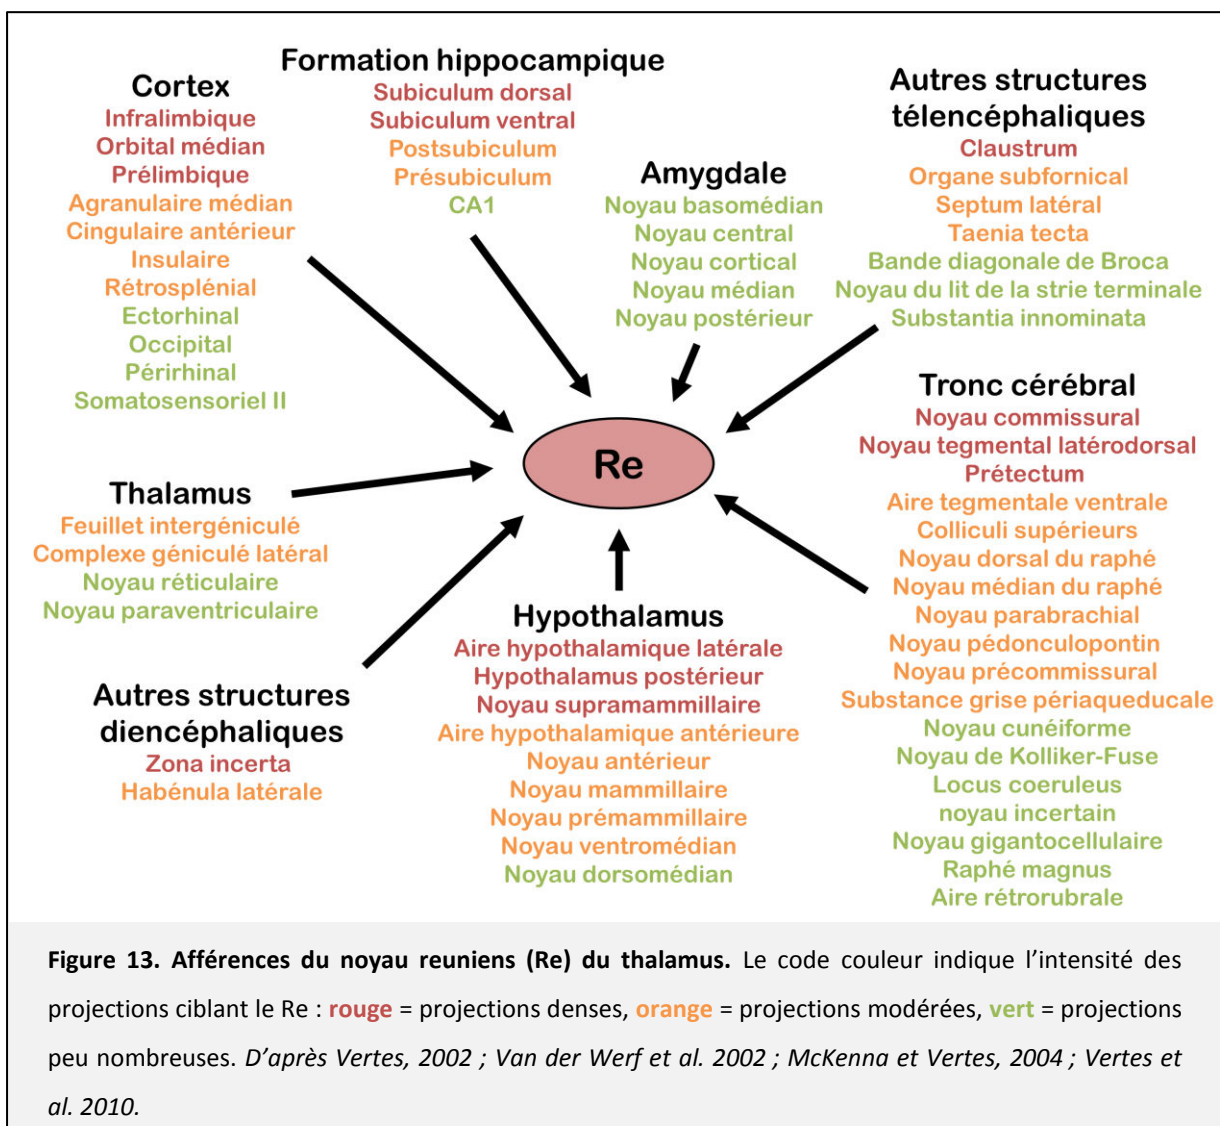 Formation hippocampique
Subiculum dorsal
Subiculum ventral
Postsubiculum
Présubiculum
CA1
Cortex
Infralimbique
Orbital médian
Prélimbique
Agranulaire médian
Cingulaire antérieur
Insulaire
Rétrosplénial
Ectorhinal
Occipital
Périrhinal
Somatosensoriel II
Amygdale
Noyau basomédian
Noyau central
Noyau cortical
Noyau médian
Noyau postérieur
Autres structures
télencéphaliques
Claustrum
Organe subfornical
Septum latéral
Taenia tecta
Bande diagonale de Broca
Noyau du lit de la strie terminale
Substantia innominata
Re
Thalamus
Feuillet intergéniculé
Complexe géniculé latéral
Noyau réticulaire
Noyau paraventriculaire
Tronc cérébral
Noyau commissural
Noyau tegmental latérodorsal
Prétectum
Aire tegmentale ventrale
Colliculi supérieurs
Noyau dorsal du raphé
Noyau médian du raphé
Noyau parabrachial
Noyau pédonculopontin
Noyau précommissural
Substance grise périaqueducale
Noyau cunéiforme
Noyau de Kolliker-Fuse
Locus coeruleus
noyau incertain
Noyau gigantocellulaire
Raphé magnus
Aire rétrorubrale
Autres structures
diencéphaliques
Zona incerta
Habénula latérale
Hypothalamus
Aire hypothalamique latérale
Hypothalamus postérieur
Noyau supramammillaire
Aire hypothalamique antérieure
Noyau antérieur
Noyau mammillaire
Noyau prémammillaire
Noyau ventromédian
Noyau dorsomédian
Figure 13. Afférences du noyau reuniens (Re) du thalamus. Le code couleur indique l’intensité des
projections ciblant le Re : rouge = projections denses, orange = projections modérées, vert = projections
peu nombreuses. D’après Vertes, 2002 ; Van der Werf et al. 2002 ; McKenna et Vertes, 2004 ; Vertes et
al. 2010.